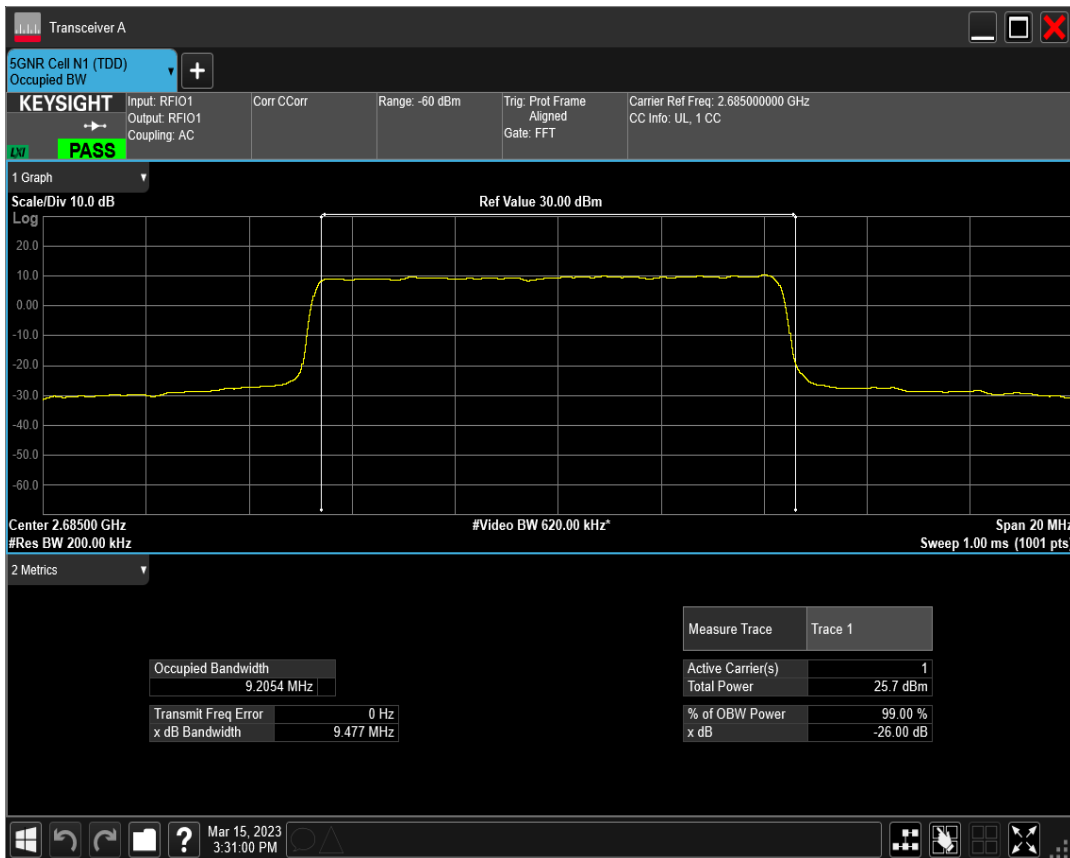 Transceiver A
5GNR Cell N1 (TDD)
Occupied BW
+
KEYSIGHT
LXI
PASS
Input: RFIO1
Output: RFIO1
Coupling: AC
Corr CCorr
Range: -60 dBm
Trig: Prot Frame
Aligned
Gate: FFT
Carrier Ref Freq: 2.685000000 GHz
CC Info: UL, 1 CC
1 Graph
Scale/Div 10.0 dB
Ref Value 30.00 dBm
Log
20.0
10.0
0.00
-10.0
-20.0
-30.0
-40.0
-50.0
-60.0
Center 2.68500 GHz
#Video BW 620.00 kHz*
Span 20 MHz
#Res BW 200.00 kHz
Sweep 1.00 ms (1001 pts)
2 Metrics
Measure Trace
Trace 1
Occupied Bandwidth
9.2054 MHz
Active Carrier(s) 1
Total Power 25.7 dBm
Transmit Freq Error 0 Hz
x dB Bandwidth 9.477 MHz
% of OBW Power 99.00 %
x dB -26.00 dB
?
Mar 15, 2023
3:31:00 PM